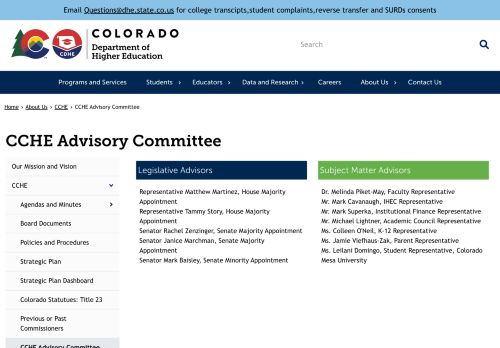 Email Questions@dhe.state.co.us for college transcipts,student complaints,reverse transfer and SURDs consents
COLORADO
Department of
Higher Education
CDHE
Search
Programs and Services
Students
Educators
Data and Research
Careers
About Us
Contact Us
Home › About Us › CCHE › CCHE Advisory Committee
CCHE Advisory Committee
Our Mission and Vision
CCHE
Agendas and Minutes
Board Documents
Policies and Procedures
Strategic Plan
Strategic Plan Dashboard
Colorado Statutues: Title 23
Previous or Past
Commissioners
CCHE Advisory Committee
Legislative Advisors
Representative Matthew Martinez, House Majority
Appointment
Representative Tammy Story, House Majority
Appointment
Senator Rachel Zenzinger, Senate Majority Appointment
Senator Janice Marchman, Senate Majority
Appointment
Senator Mark Baisley, Senate Minority Appointment
Subject Matter Advisors
Dr. Melinda Piket-May, Faculty Representative
Mr. Mark Cavanaugh, IHEC Representative
Mr. Mark Superka, Institutional Finance Representative
Mr. Michael Lightner, Academic Council Representative
Ms. Colleen O'Neil, K-12 Representative
Ms. Jamie Viefhaus-Zak, Parent Representative
Ms. Leilani Domingo, Student Representative, Colorado
Mesa University